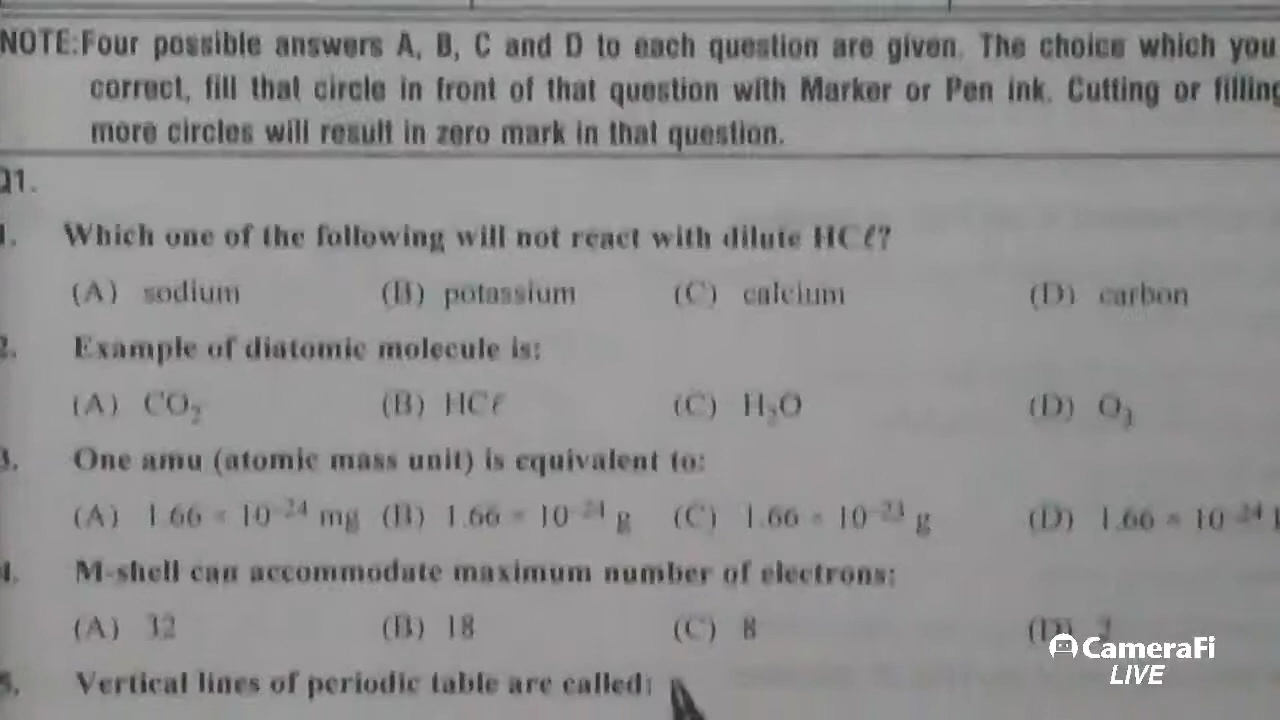 NOTE:Four possible answers A, B, C and D to each question are given. The choice which you
correct, fill that circle in front of that question with Marker or Pen ink. Cutting or filling
more circles will result in zero mark in that question.
Q1.
1. Which one of the following will not react with dilute HCℓ?
(A) sodium (B) potassium (C) calcium (D) carbon
2. Example of diatomic molecule is:
(A) CO₂ (B) HCℓ (C) H₂O (D) O₃
3. One amu (atomic mass unit) is equivalent to:
(A) 1.66 × 10⁻²⁴ mg (B) 1.66 × 10⁻²⁴ g (C) 1.66 × 10⁻²³ g (D) 1.66 × 10⁻²⁴
4. M-shell can accommodate maximum number of electrons:
(A) 32 (B) 18 (C) 8 (D)
5. Vertical lines of periodic table are called:
CameraFi
LIVE